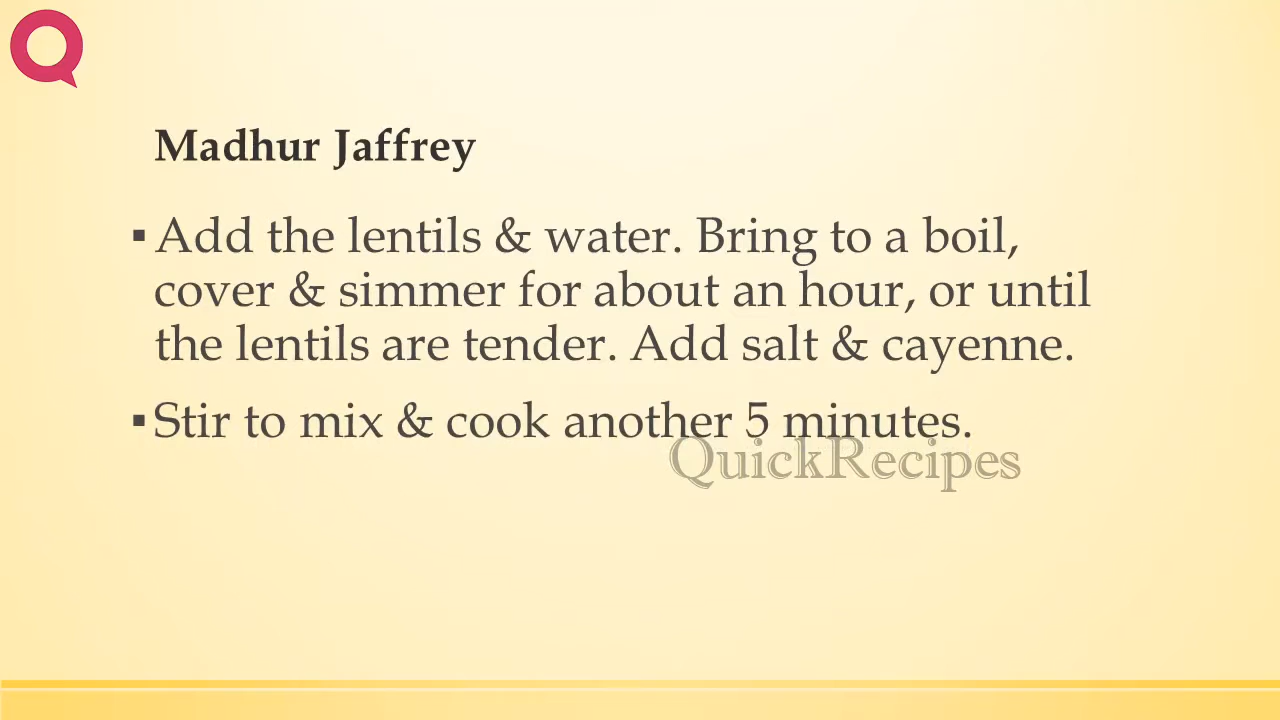 Madhur Jaffrey
▪ Add the lentils & water. Bring to a boil,
cover & simmer for about an hour, or until
the lentils are tender. Add salt & cayenne.
▪ Stir to mix & cook another 5 minutes.
QuickRecipes